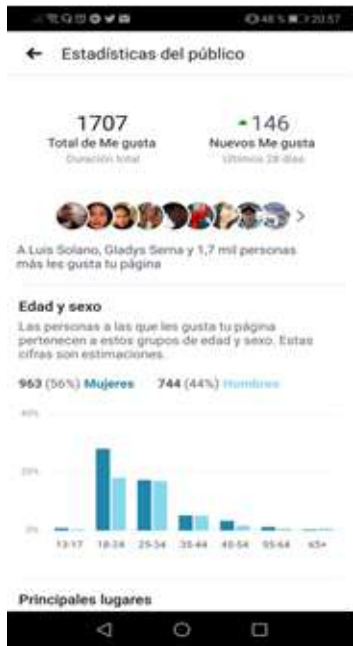 48 % 20:57
Estadísticas del público
1707
Total de Me gusta
Duración total
146
Nuevos Me gusta
Últimos 28 días
A Luis Solano, Gladys Serna y 1,7 mil personas
más les gusta tu página
Edad y sexo
Las personas a las que les gusta tu página
pertenecen a estos grupos de edad y sexo. Estas
cifras son estimaciones.
963 (56%) Mujeres 744 (44%) Hombres
40%
20%
0%
13-17 18-24 25-34 35-44 45-54 55-64 65+
Principales lugares